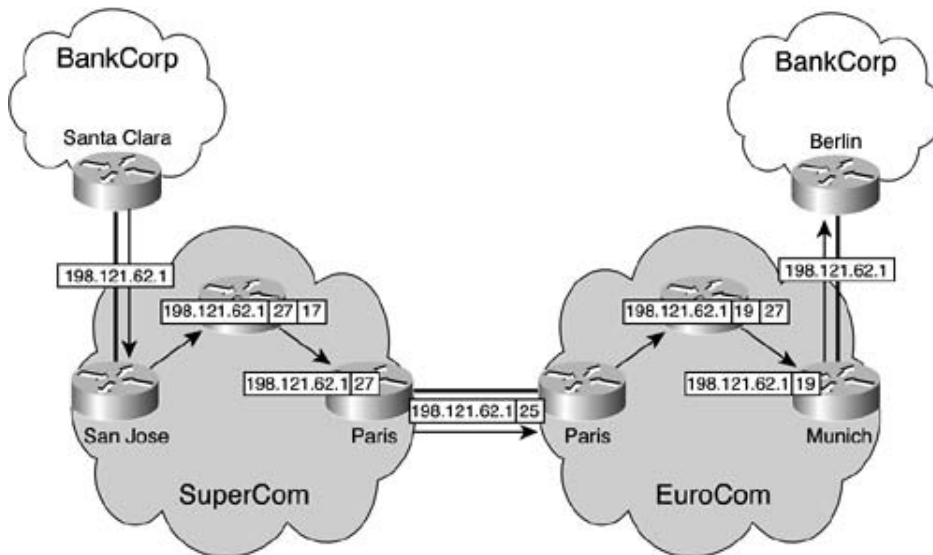 BankCorp
BankCorp
Santa Clara
Berlin
198.121.62.1
198.121.62.1
198.121.62.1 27 17
198.121.62.1 19 27
198.121.62.1 27
198.121.62.1 25
198.121.62.1 19
San Jose
Paris
Paris
Munich
SuperCom
EuroCom